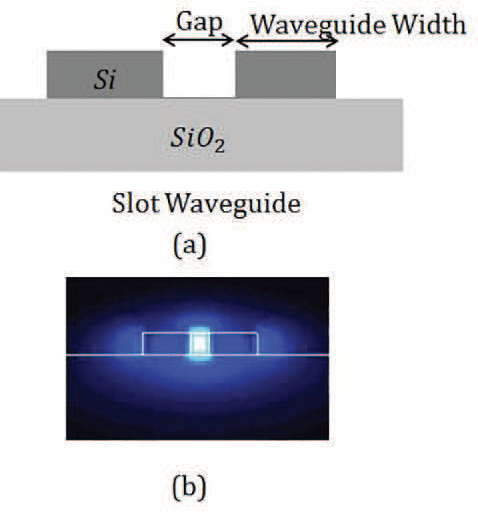 Gap
Waveguide Width
Si
SiO₂
Slot Waveguide
(a)
(b)